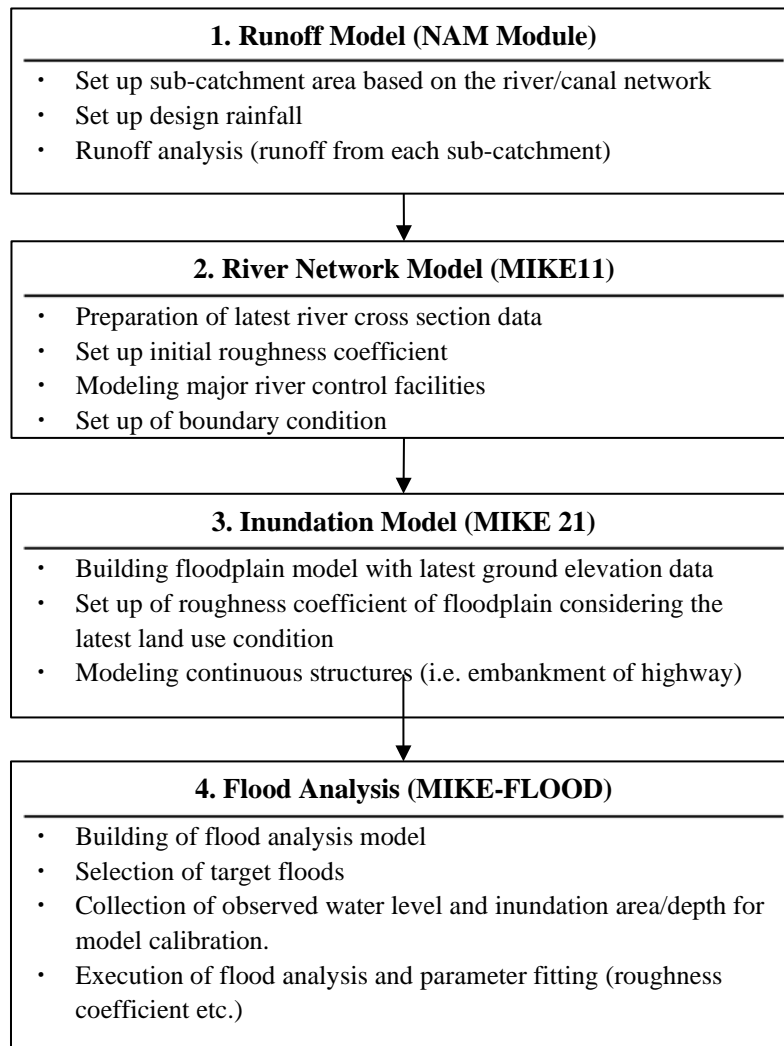 1. Runoff Model (NAM Module)
・ Set up sub-catchment area based on the river/canal network
・ Set up design rainfall
・ Runoff analysis (runoff from each sub-catchment)
2. River Network Model (MIKE11)
・ Preparation of latest river cross section data
・ Set up initial roughness coefficient
・ Modeling major river control facilities
・ Set up of boundary condition
3. Inundation Model (MIKE 21)
・ Building floodplain model with latest ground elevation data
・ Set up of roughness coefficient of floodplain considering the
latest land use condition
・ Modeling continuous structures (i.e. embankment of highway)
4. Flood Analysis (MIKE-FLOOD)
・ Building of flood analysis model
・ Selection of target floods
・ Collection of observed water level and inundation area/depth for
model calibration.
・ Execution of flood analysis and parameter fitting (roughness
coefficient etc.)